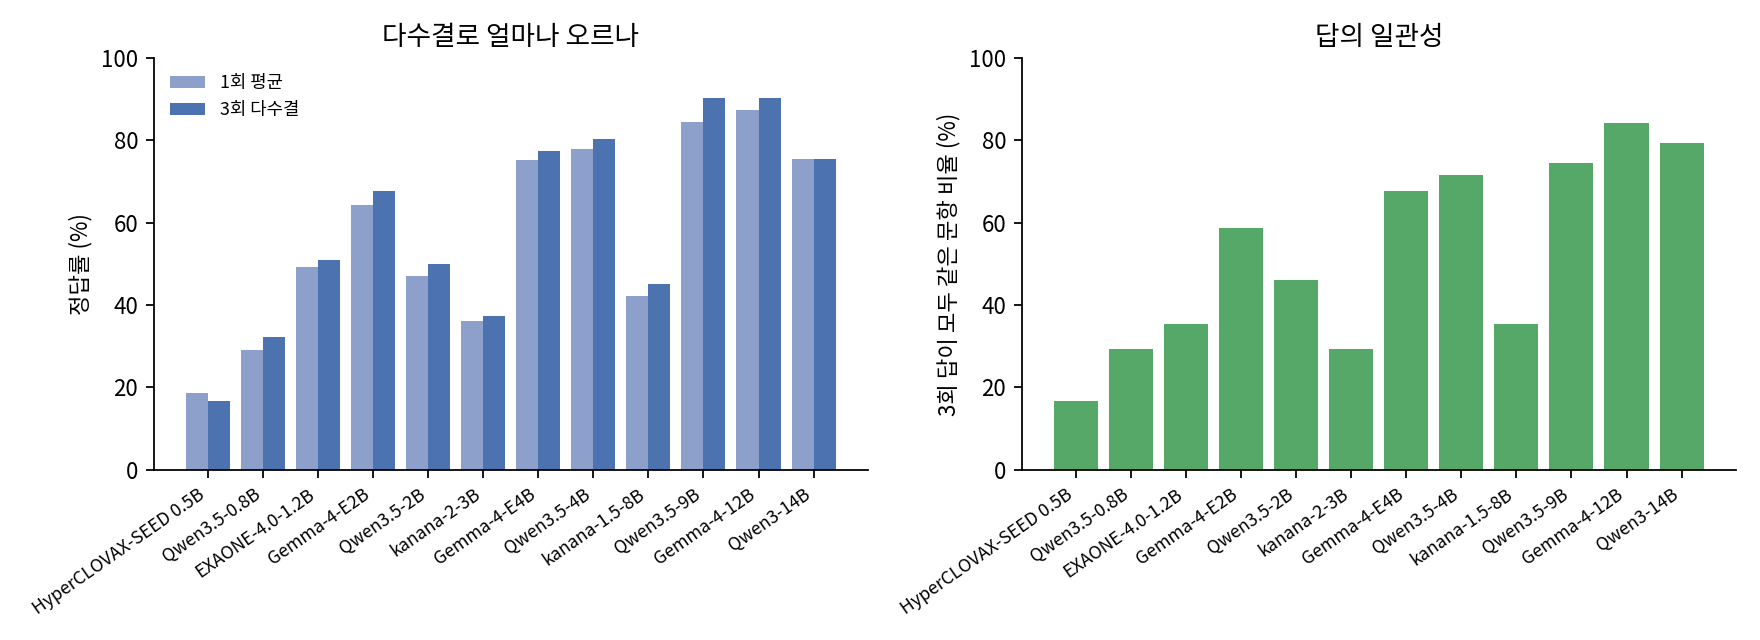 다수결로 얼마나 오르나
1회 평균
3회 다수결
정답률 (%)
100
80
60
40
20
0
HyperCLOVAX-SEED 0.5B
Qwen3.5-0.8B
EXAONE-4.0-1.2B
Gemma-4-E2B
Qwen3.5-2B
kanana-2-3B
Gemma-4-E4B
Qwen3.5-4B
kanana-1.5-8B
Qwen3.5-9B
Gemma-4-12B
Qwen3-14B
답의 일관성
3회 답이 모두 같은 문항 비율 (%)
100
80
60
40
20
0
HyperCLOVAX-SEED 0.5B
Qwen3.5-0.8B
EXAONE-4.0-1.2B
Gemma-4-E2B
Qwen3.5-2B
kanana-2-3B
Gemma-4-E4B
Qwen3.5-4B
kanana-1.5-8B
Qwen3.5-9B
Gemma-4-12B
Qwen3-14B